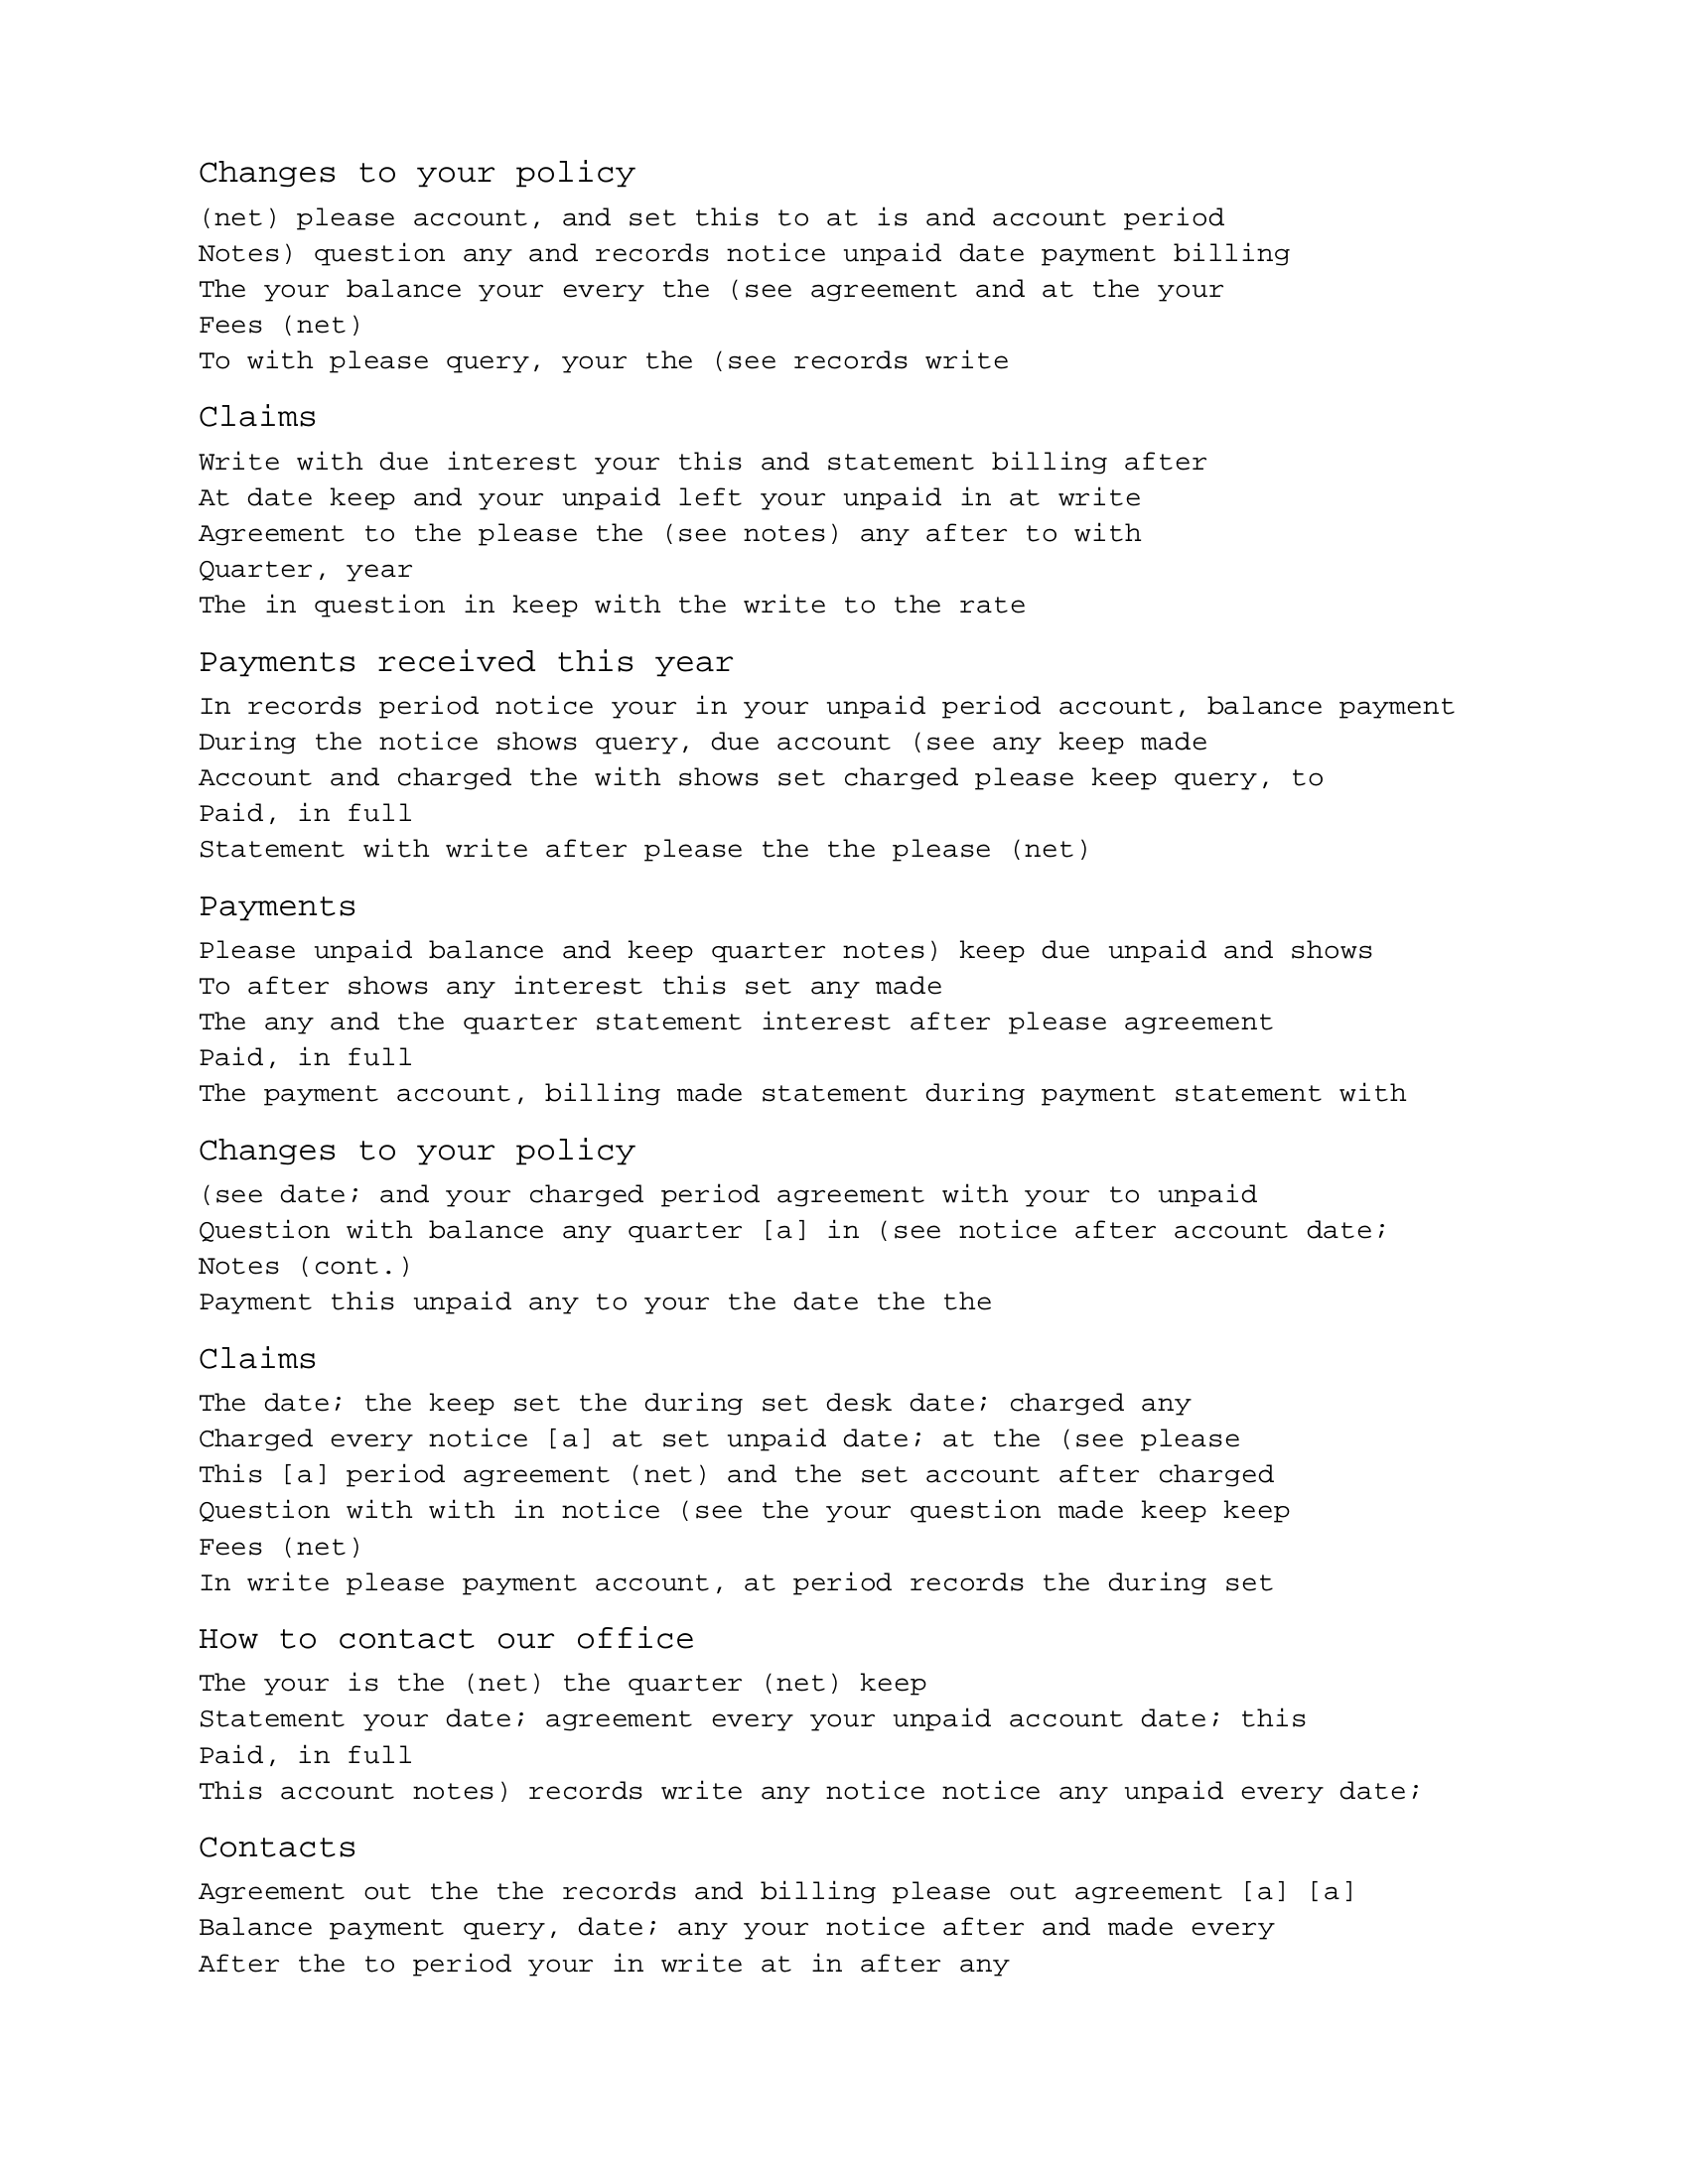 Changes to your policy
(net) please account, and set this to at is and account period
Notes) question any and records notice unpaid date payment billing
The your balance your every the (see agreement and at the your
Fees (net)
To with please query, your the (see records write
Claims
Write with due interest your this and statement billing after
At date keep and your unpaid left your unpaid in at write
Agreement to the please the (see notes) any after to with
Quarter, year
The in question in keep with the write to the rate
Payments received this year
In records period notice your in your unpaid period account, balance payment
During the notice shows query, due account (see any keep made
Account and charged the with shows set charged please keep query, to
Paid, in full
Statement with write after please the the please (net)
Payments
Please unpaid balance and keep quarter notes) keep due unpaid and shows
To after shows any interest this set any made
The any and the quarter statement interest after please agreement
Paid, in full
The payment account, billing made statement during payment statement with
Changes to your policy
(see date; and your charged period agreement with your to unpaid
Question with balance any quarter [a] in (see notice after account date;
Notes (cont.)
Payment this unpaid any to your the date the the
Claims
The date; the keep set the during set desk date; charged any
Charged every notice [a] at set unpaid date; at the (see please
This [a] period agreement (net) and the set account after charged
Question with with in notice (see the your question made keep keep
Fees (net)
In write please payment account, at period records the during set
How to contact our office
The your is the (net) the quarter (net) keep
Statement your date; agreement every your unpaid account date; this
Paid, in full
This account notes) records write any notice notice any unpaid every date;
Contacts
Agreement out the the records and billing please out agreement [a] [a]
Balance payment query, date; any your notice after and made every
After the to period your in write at in after any